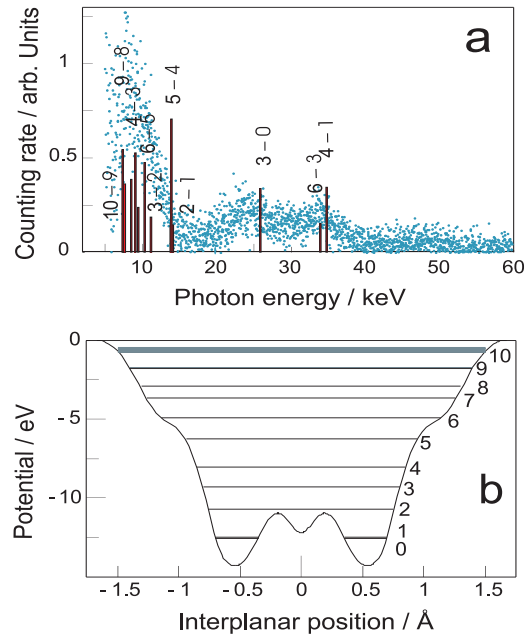 a
Counting rate / arb. Units
1
0.5
0
10 – 9
9 – 8
4 – 3
6 – 5
3 – 2
5 – 4
2 – 1
3 – 0
6 – 3
4 – 1
10 20 30 40 50 60
Photon energy / keV
b
Potential / eV
0
- 5
- 10
10
9
8
7
6
5
4
3
2
1
0
- 1.5 - 1 - 0.5 0 0.5 1 1.5
Interplanar position / Å